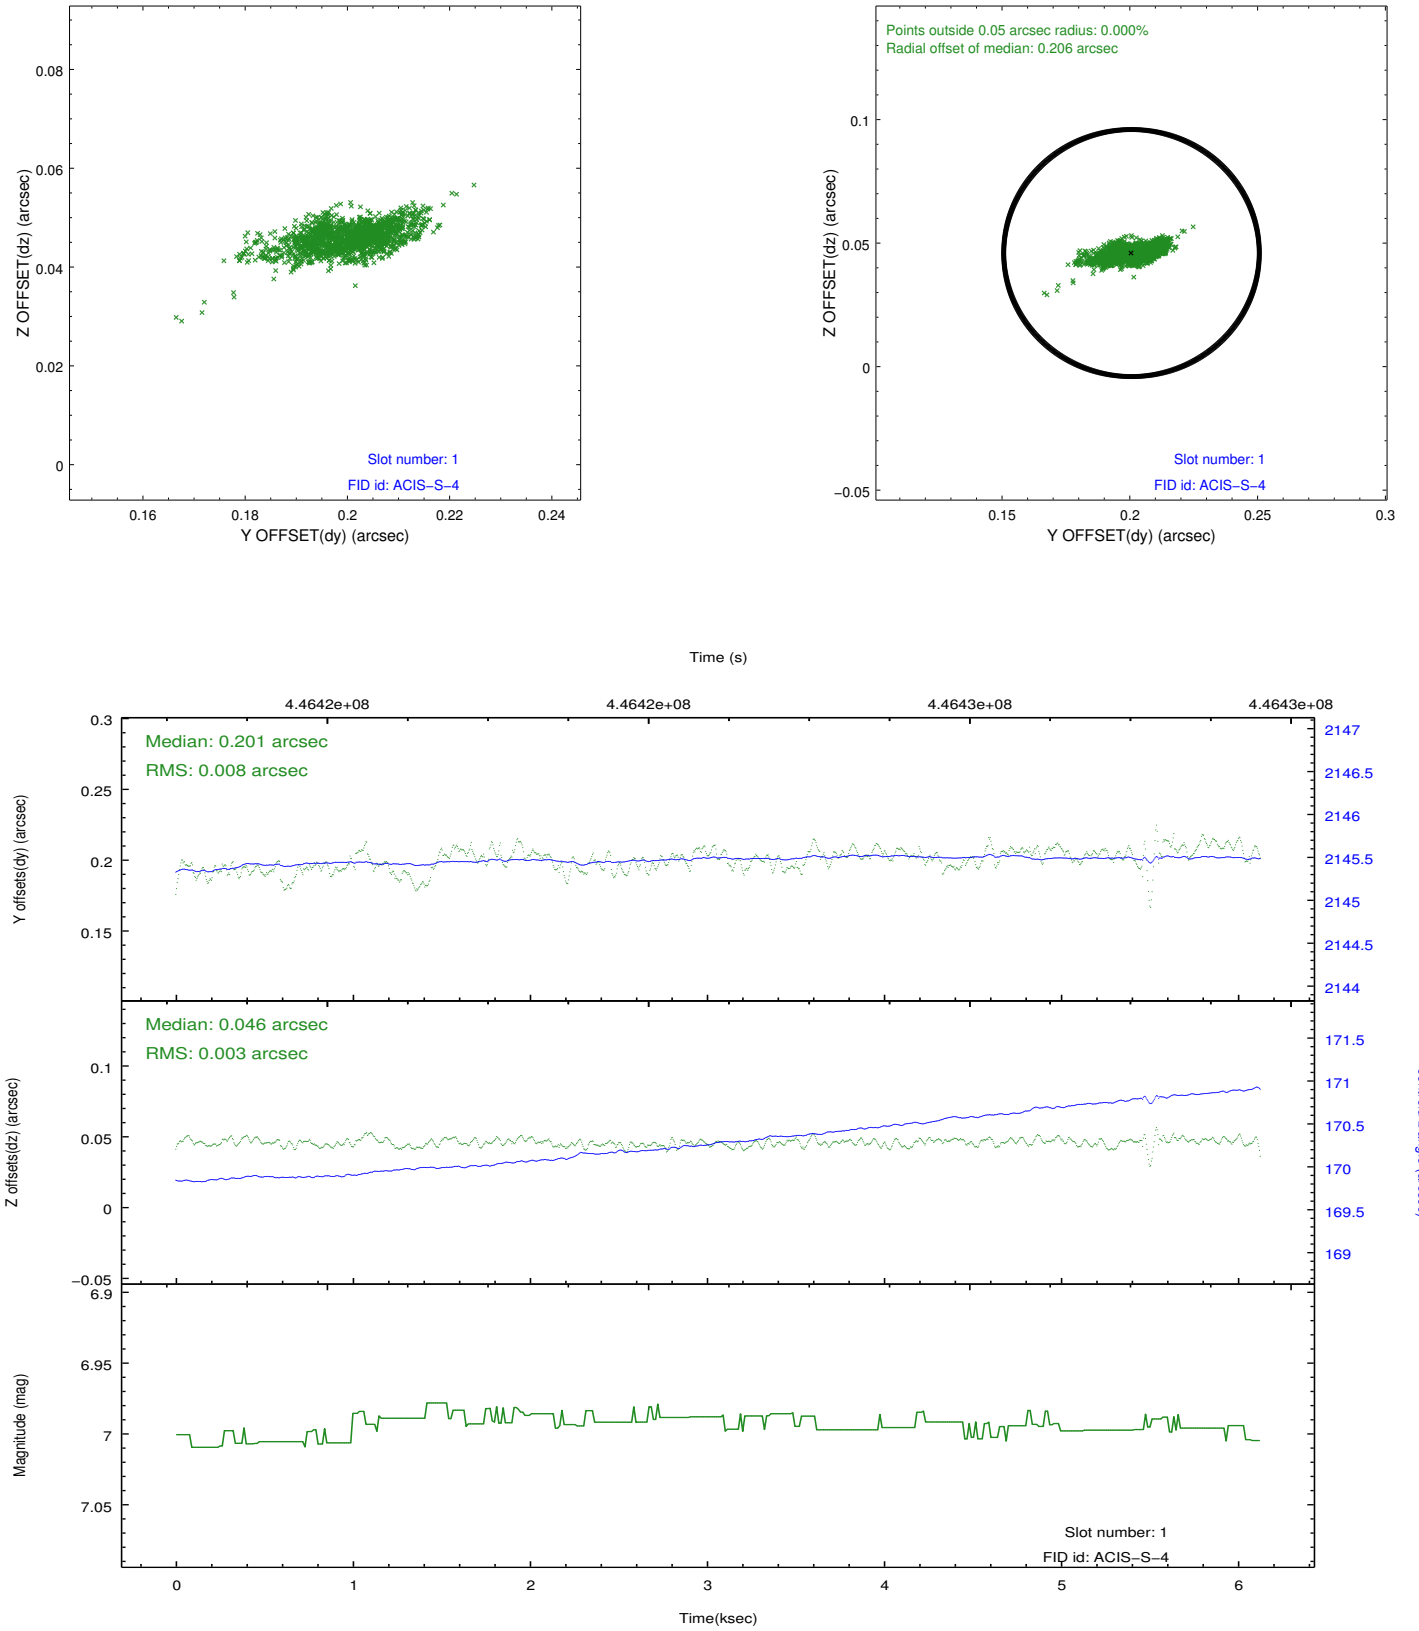 0.08
0.06
0.04
0.02
0
Z OFFSET(dz) (arcsec)
Slot number: 1
FID id: ACIS−S−4
0.16 0.18 0.2 0.22 0.24
Y OFFSET(dy) (arcsec)
Points outside 0.05 arcsec radius: 0.000%
Radial offset of median: 0.206 arcsec
0.1
0.05
0
−0.05
Z OFFSET(dz) (arcsec)
Slot number: 1
FID id: ACIS−S−4
0.15 0.2 0.25 0.3
Y OFFSET(dy) (arcsec)
Time (s)
4.4642e+08 4.4642e+08 4.4643e+08 4.4643e+08
Median: 0.201 arcsec
RMS: 0.008 arcsec
0.3
0.25
0.2
0.15
Y offsets(dy) (arcsec)
2147
2146.5
2146
2145.5
2145
2144.5
2144
Median: 0.046 arcsec
RMS: 0.003 arcsec
0.1
0.05
0
−0.05
Z offsets(dz) (arcsec)
171.5
171
170.5
170
169.5
169
6.9
6.95
7
7.05
Magnitude (mag)
Slot number: 1
FID id: ACIS−S−4
0 1 2 3 4 5 6
Time(ksec)